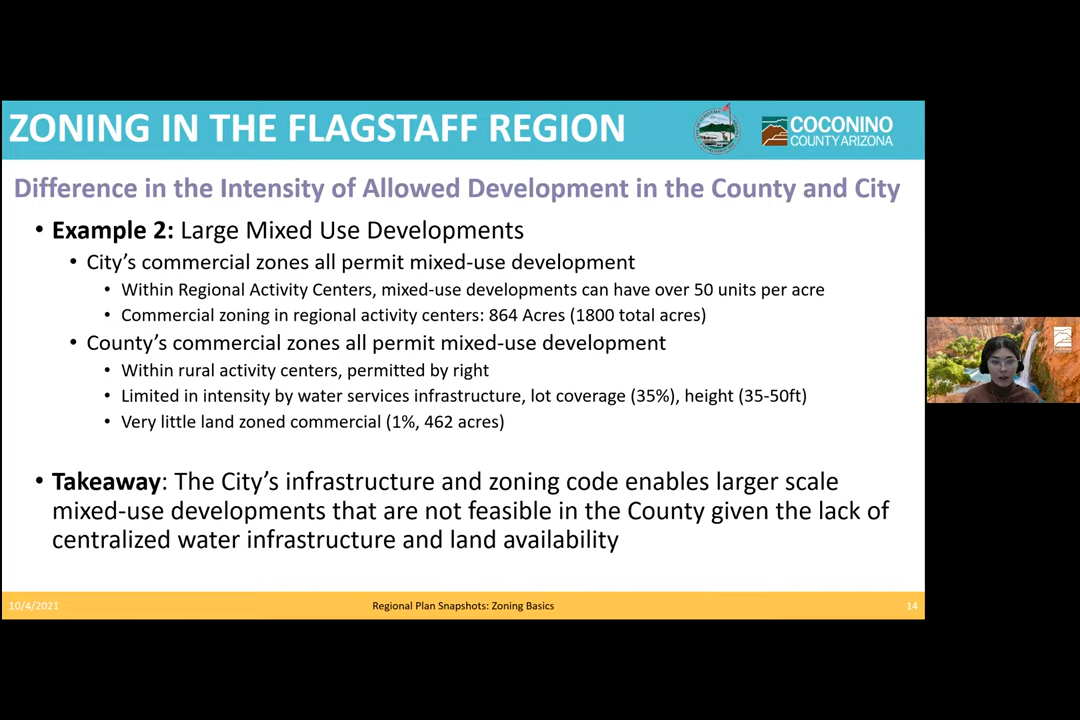 ZONING IN THE FLAGSTAFF REGION
COCONINO
COUNTY ARIZONA
Difference in the Intensity of Allowed Development in the County and City
• Example 2: Large Mixed Use Developments
• City's commercial zones all permit mixed-use development
• Within Regional Activity Centers, mixed-use developments can have over 50 units per acre
• Commercial zoning in regional activity centers: 864 Acres (1800 total acres)
• County's commercial zones all permit mixed-use development
• Within rural activity centers, permitted by right
• Limited in intensity by water services infrastructure, lot coverage (35%), height (35-50ft)
• Very little land zoned commercial (1%, 462 acres)
• Takeaway: The City's infrastructure and zoning code enables larger scale
mixed-use developments that are not feasible in the County given the lack of
centralized water infrastructure and land availability
10/4/2021
Regional Plan Snapshots: Zoning Basics
14
COCONINO